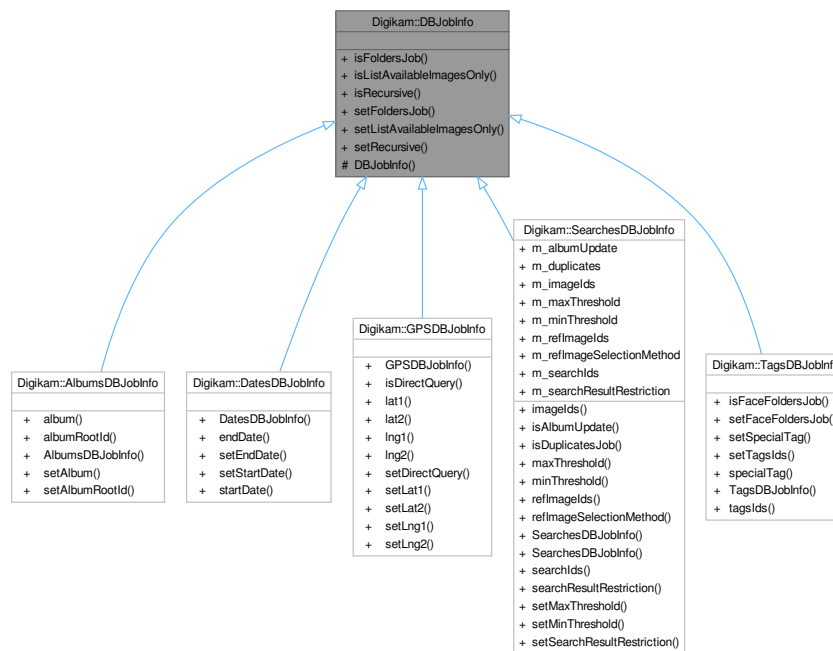 Digikam::DBJobInfo
+ isFoldersJob()
+ isListAvailableImagesOnly()
+ isRecursive()
+ setFoldersJob()
+ setListAvailableImagesOnly()
+ setRecursive()
# DBJobInfo()
Digikam::AlbumsDBJobInfo
+ album()
+ albumRootId()
+ AlbumsDBJobInfo()
+ setAlbum()
+ setAlbumRootId()
Digikam::DatesDBJobInfo
+ DatesDBJobInfo()
+ endDate()
+ setEndDate()
+ setStartDate()
+ startDate()
Digikam::GPSDBJobInfo
+ GPSDBJobInfo()
+ isDirectQuery()
+ lat1()
+ lat2()
+ lng1()
+ lng2()
+ setDirectQuery()
+ setLat1()
+ setLat2()
+ setLng1()
+ setLng2()
Digikam::SearchesDBJobInfo
+ m_albumUpdate
+ m_duplicates
+ m_imageIds
+ m_maxThreshold
+ m_minThreshold
+ m_refImageIds
+ m_refImageSelectionMethod
+ m_searchIds
+ m_searchResultRestriction
+ imageIds()
+ isAlbumUpdate()
+ isDuplicatesJob()
+ maxThreshold()
+ minThreshold()
+ refImageIds()
+ refImageSelectionMethod()
+ SearchesDBJobInfo()
+ SearchesDBJobInfo()
+ searchIds()
+ searchResultRestriction()
+ setMaxThreshold()
+ setMinThreshold()
+ setSearchResultRestriction()
Digikam::TagsDBJobInfo
+ isFaceFoldersJob()
+ setFaceFoldersJob()
+ setSpecialTag()
+ setTagsIds()
+ specialTag()
+ TagsDBJobInfo()
+ tagsIds()